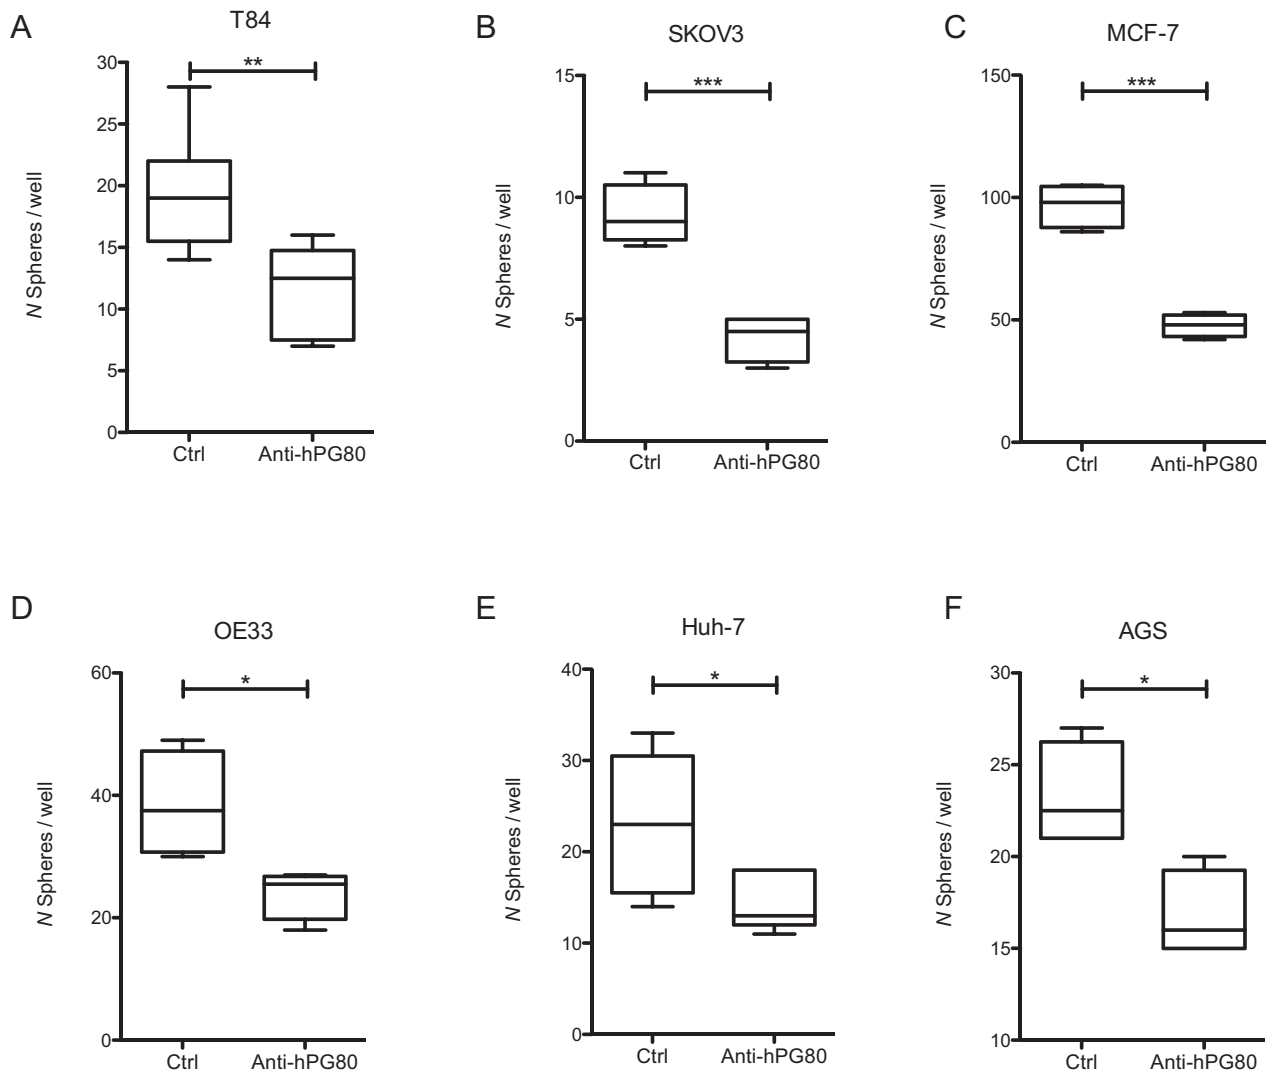 A
T84
**
30
25
20
15
10
5
0
N Spheres / well
Ctrl Anti-hPG80
B
SKOV3
***
15
10
5
0
N Spheres / well
Ctrl Anti-hPG80
C
MCF-7
***
150
100
50
0
N Spheres / well
Ctrl Anti-hPG80
D
OE33
*
60
40
20
0
N Spheres / well
Ctrl Anti-hPG80
E
Huh-7
*
40
30
20
10
0
N Spheres / well
Ctrl Anti-hPG80
F
AGS
*
30
25
20
15
10
N Spheres / well
Ctrl Anti-hPG80